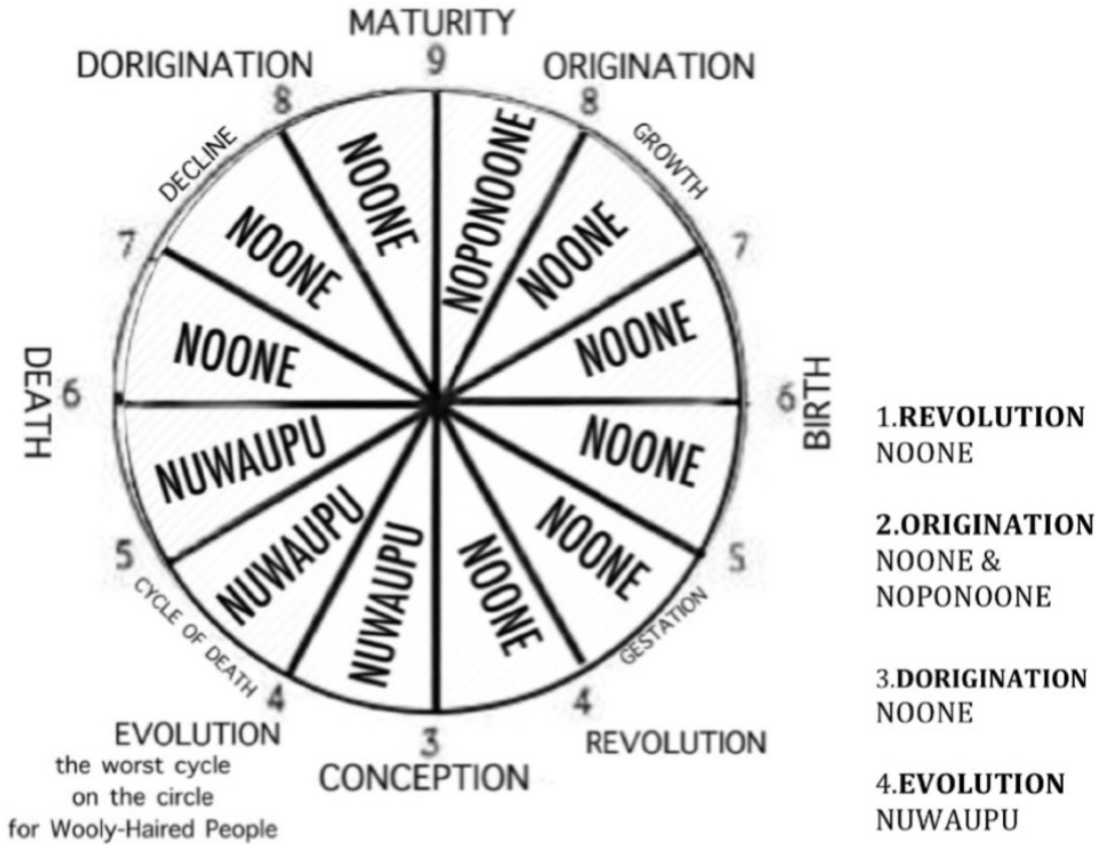 MATURITY
9
DORIGINATION
8
ORIGINATION
8
DECLINE
GROWTH
7
7
NOONE
NOPONOONE
NOONE
NOONE
NOONE
NOONE
DEATH
6
6
BIRTH
NUWAUPU
NOONE
NUWAUPU
NOONE
NUWAUPU
NOONE
5
5
CYCLE OF DEATH
GESTATION
4
4
EVOLUTION
the worst cycle
on the circle
for Wooly-Haired People
3
CONCEPTION
REVOLUTION
1.REVOLUTION
NOONE
2.ORIGINATION
NOONE &
NOPONOONE
3.DORIGINATION
NOONE
4.EVOLUTION
NUWAUPU